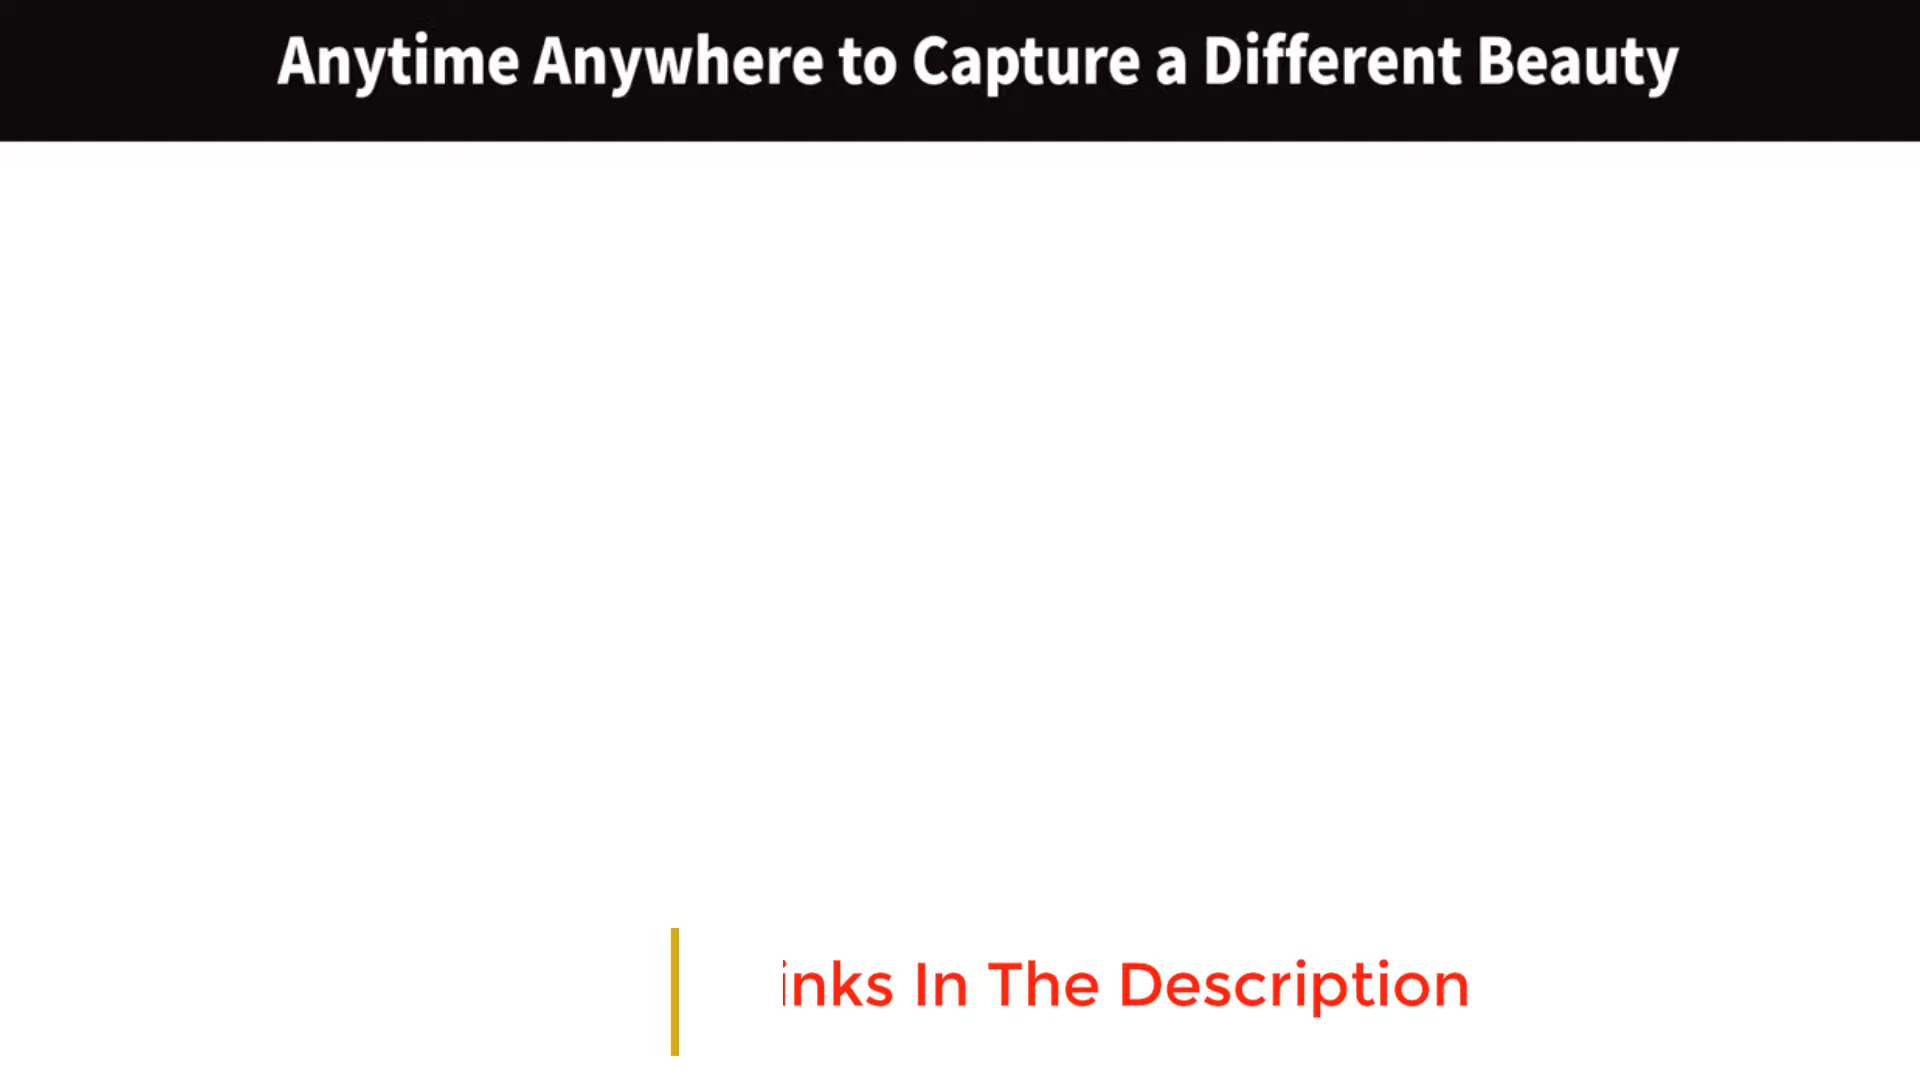 Anytime Anywhere to Capture a Different Beauty
inks In The Description